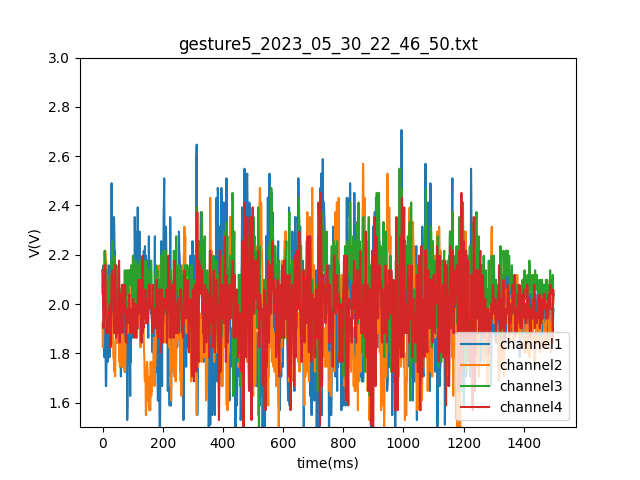 gesture5_2023_05_30_22_46_50.txt
3.0
2.8
2.6
2.4
2.2
2.0
1.8
1.6
V(V)
channel1
channel2
channel3
channel4
0 200 400 600 800 1000 1200 1400
time(ms)